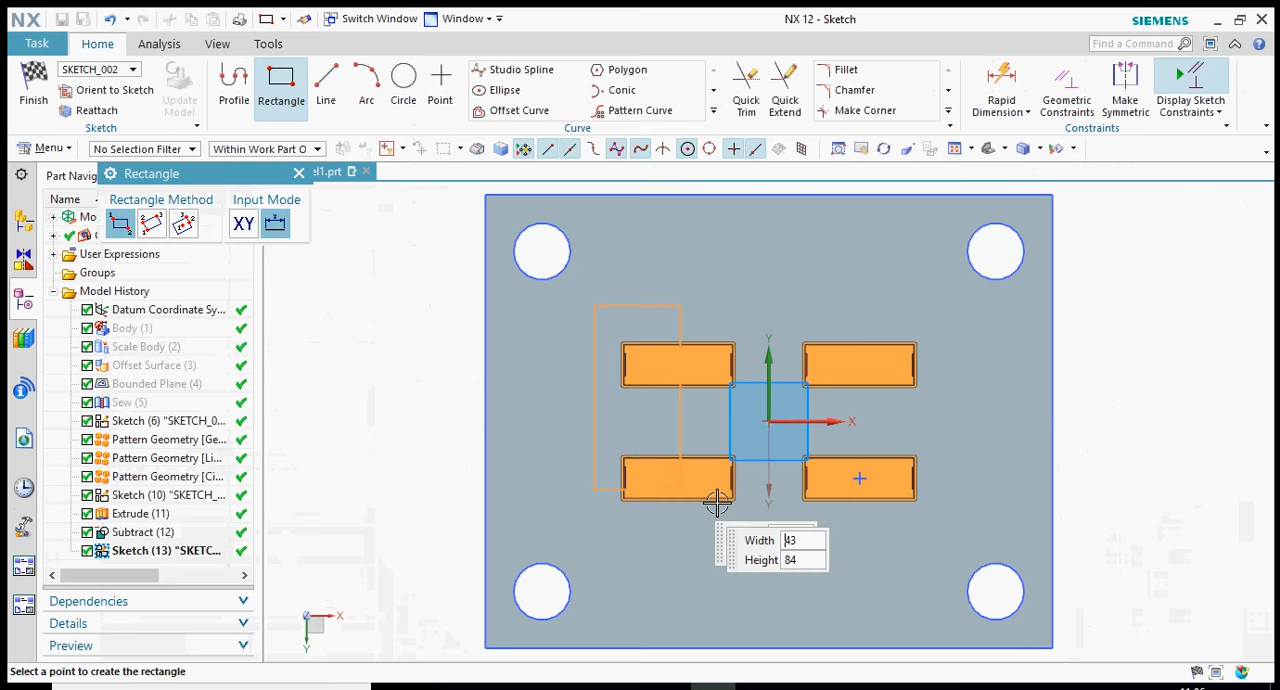 NX Switch Window Window NX 12 - Sketch SIEMENS
Task Home Analysis View Tools Find a Command
SKETCH_002 Studio Spline Polygon Fillet
Orient to Sketch Ellipse Conic Chamfer
Reattach Offset Curve Pattern Curve Make Corner
Finish Update Model Profile Rectangle Line Arc Circle Point Quick Trim Quick Extend Rapid Dimension Geometric Constraints Make Symmetric Display Sketch Constraints
Sketch Curve Constraints
Menu No Selection Filter Within Work Part O
Part Navig Rectangle el1.prt
Name Rectangle Method Input Mode
Mo XY
User Expressions
Groups
Model History
Datum Coordinate Sy...
Body (1)
Scale Body (2)
Offset Surface (3)
Bounded Plane (4)
Sew (5)
Sketch (6) "SKETCH_0...
Pattern Geometry [Ge...
Pattern Geometry [Li...
Pattern Geometry [Ci...
Sketch (10) "SKETCH_...
Extrude (11)
Subtract (12)
Sketch (13) "SKETC...
Dependencies
Details
Preview
Y
X
Y
Width 43
Height 84
X
Y
Select a point to create the rectangle